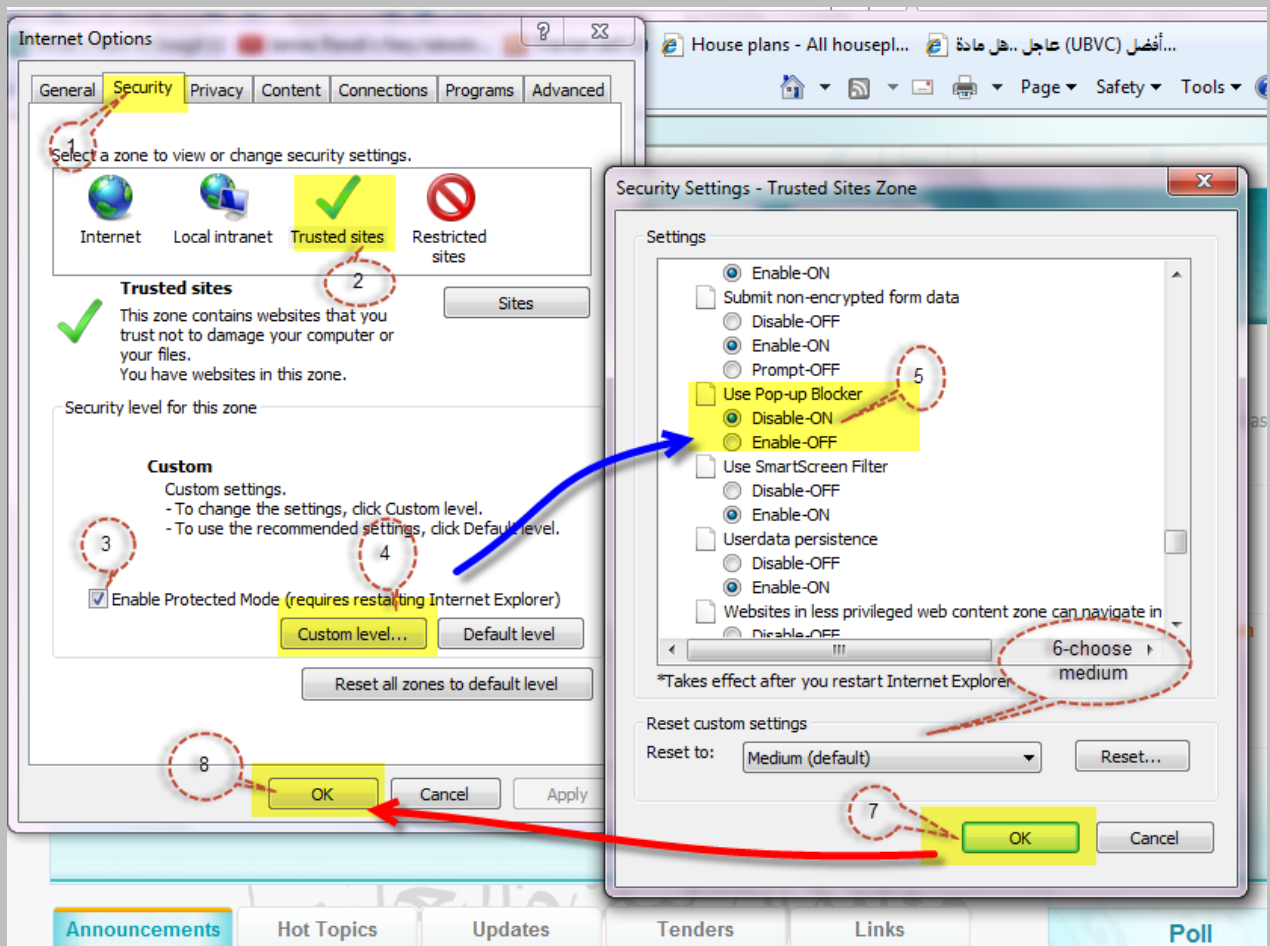 Internet Options
House plans - All housepl...
أفضل (UBVC) عاجل ..هل مادة...
Page
Safety
Tools
General
Security
Privacy
Content
Connections
Programs
Advanced
1
Select a zone to view or change security settings.
Internet
Local intranet
Trusted sites
Restricted
sites
2
Trusted sites
This zone contains websites that you
trust not to damage your computer or
your files.
You have websites in this zone.
Sites
Security level for this zone
Custom
Custom settings.
- To change the settings, click Custom level.
- To use the recommended settings, click Default level.
3
4
Enable Protected Mode (requires restarting Internet Explorer)
Custom level...
Default level
Reset all zones to default level
8
OK
Cancel
Apply
Security Settings - Trusted Sites Zone
Settings
Enable-ON
Submit non-encrypted form data
Disable-OFF
Enable-ON
Prompt-OFF
5
Use Pop-up Blocker
Disable-ON
Enable-OFF
Use SmartScreen Filter
Disable-OFF
Enable-ON
Userdata persistence
Disable-OFF
Enable-ON
Websites in less privileged web content zone can navigate in
Disable-OFF
6-choose
medium
*Takes effect after you restart Internet Explorer
Reset custom settings
Reset to:
Medium (default)
Reset...
7
OK
Cancel
Announcements
Hot Topics
Updates
Tenders
Links
Poll